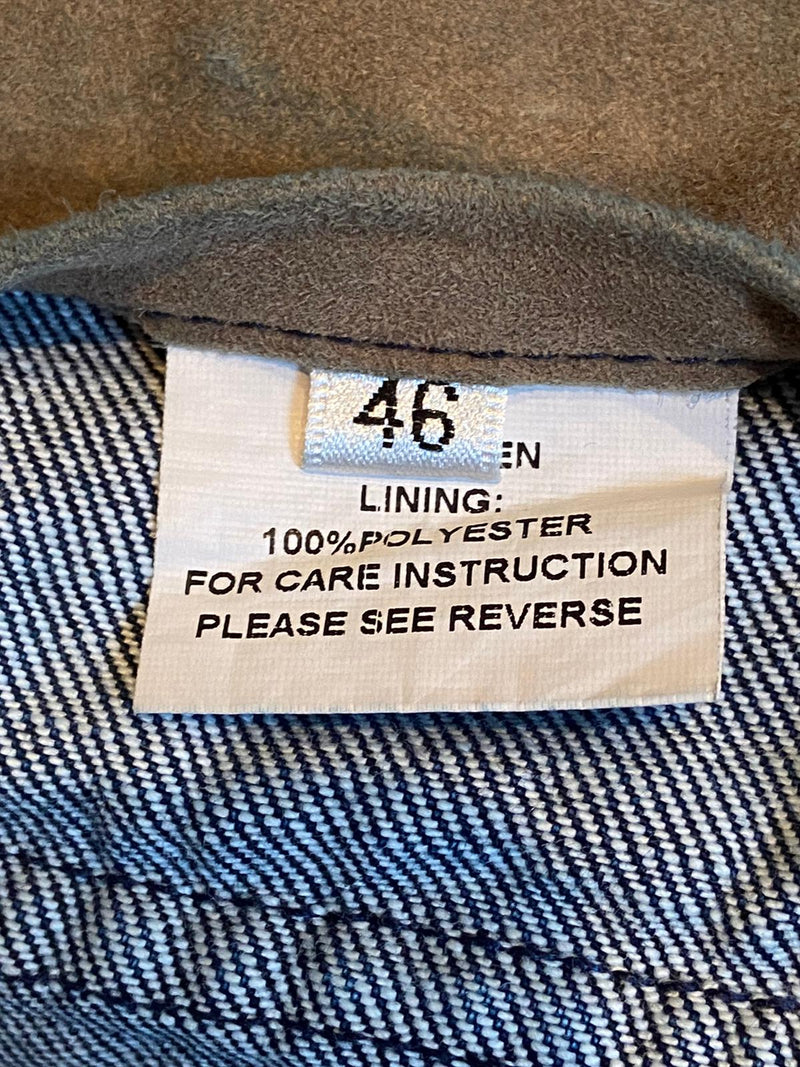 46
EN
LINING:
100%POLYESTER
FOR CARE INSTRUCTION
PLEASE SEE REVERSE